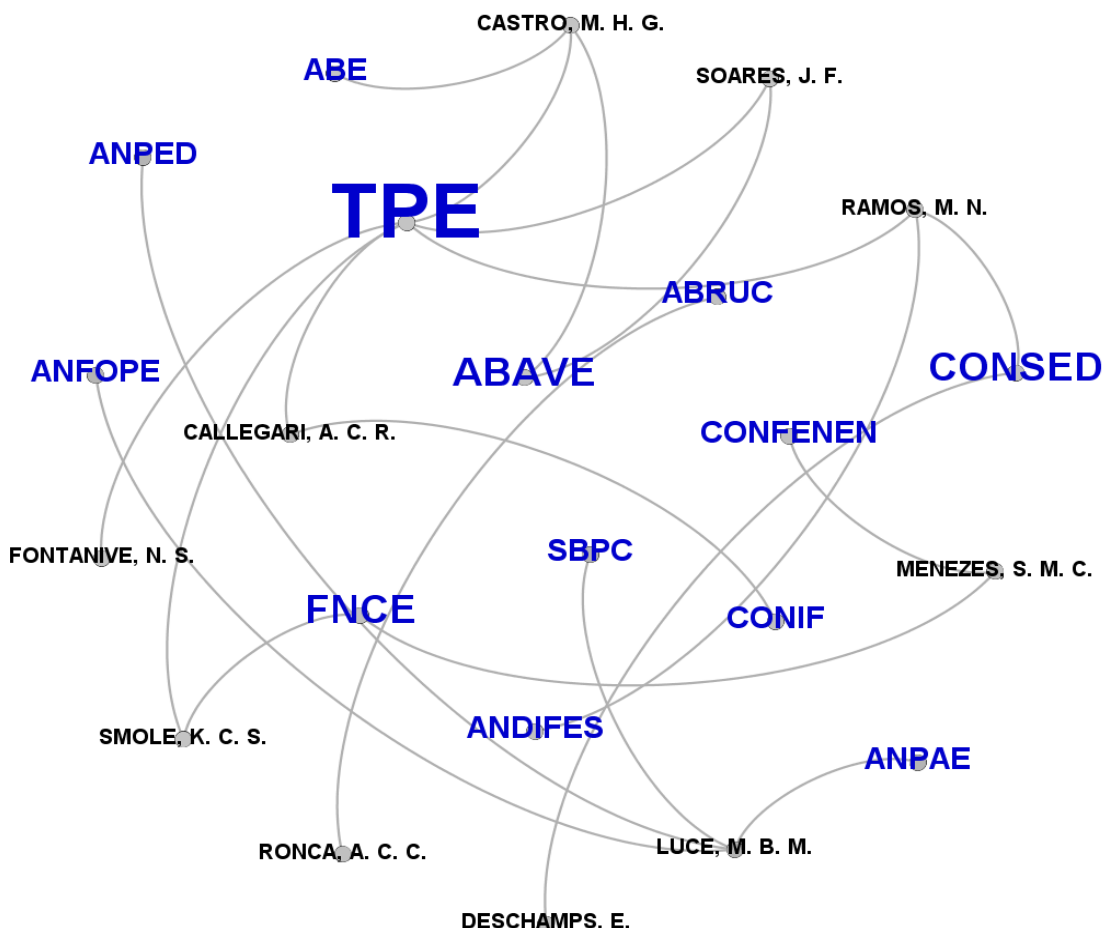 CASTRO, M. H. G.
ABE
SOARES, J. F.
ANPED
TPE
RAMOS, M. N.
ABRUC
ANFOPE
ABAVE
CONSED
CALLEGARI, A. C. R.
CONFENEN
FONTANIVE, N. S.
SBPC
MENEZES, S. M. C.
FNCE
CONIF
SMOLE, K. C. S.
ANDIFES
ANPAE
RONCA, A. C. C.
LUCE, M. B. M.
DESCHAMPS, E.